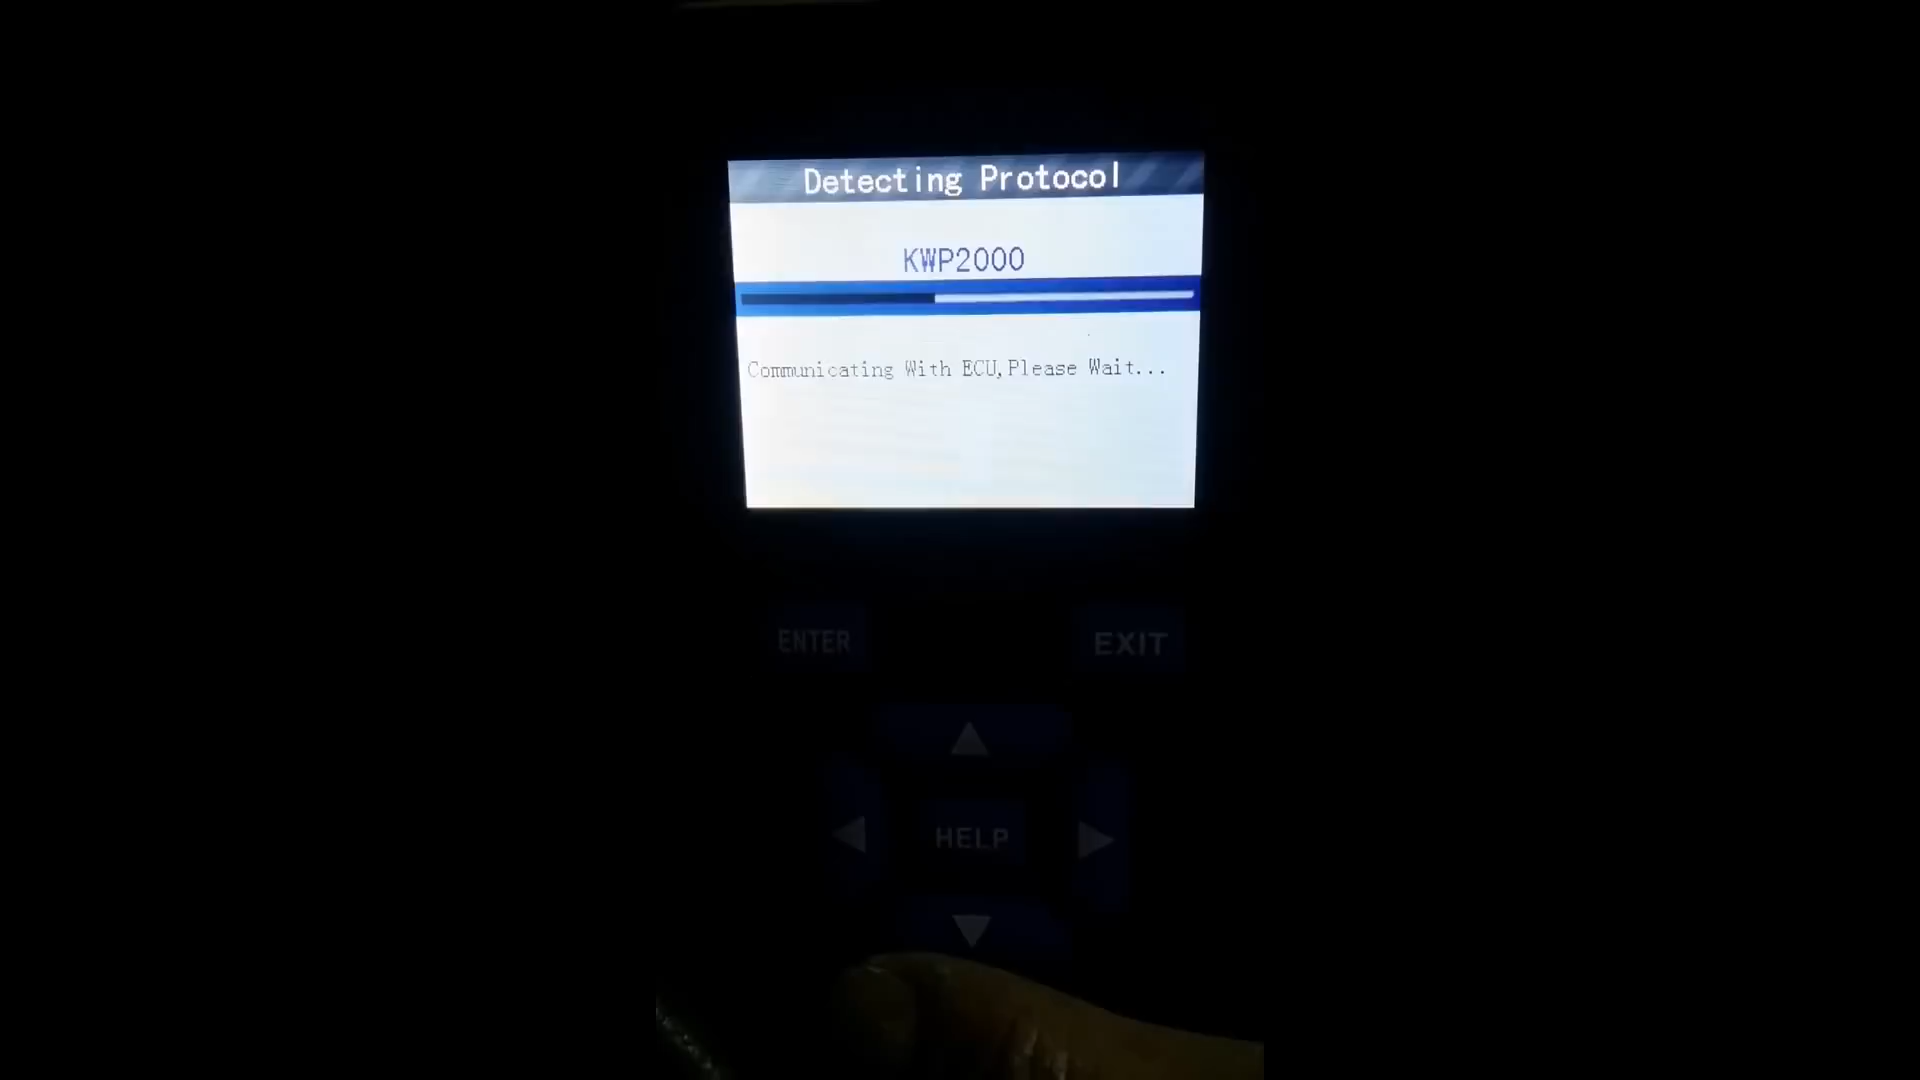 Detecting Protocol
KWP2000
Communicating With ECU,Please Wait...
ENTER
EXIT
HELP